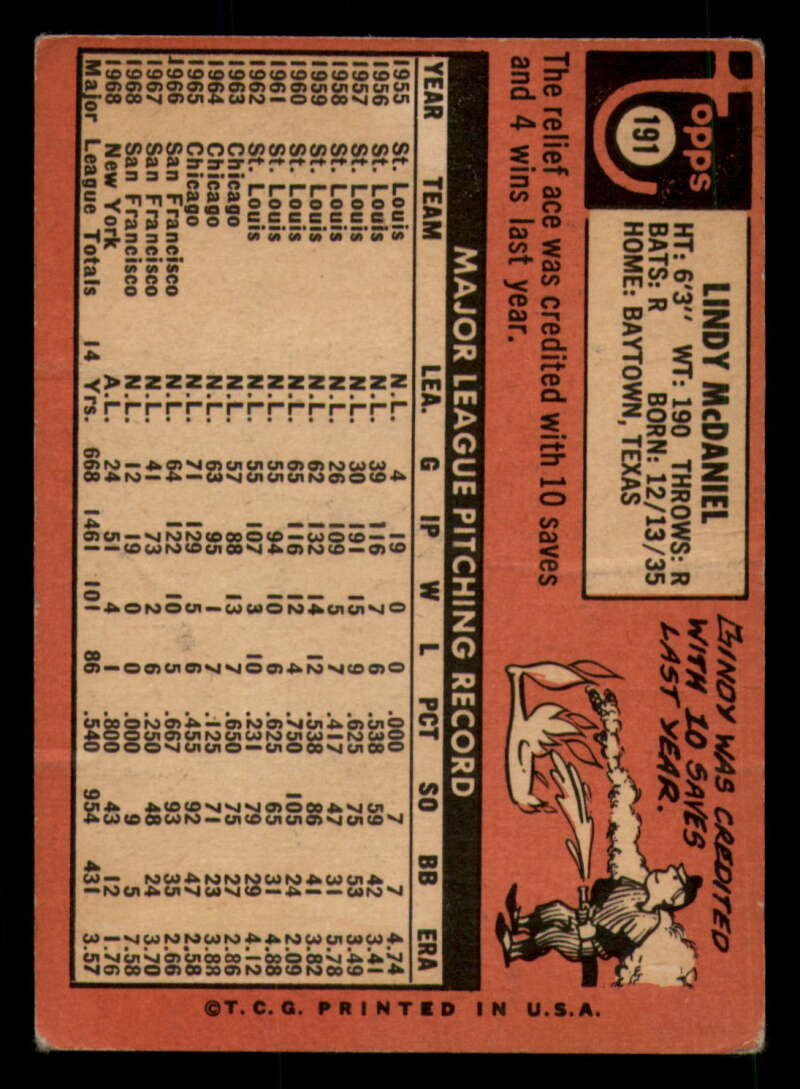 Topps
191
LINDY McDANIEL
HT: 6'3" WT: 190 THROWS: R
BATS: R BORN: 12/13/35
HOME: BAYTOWN, TEXAS
The relief ace was credited with 10 saves
and 4 wins last year.
LINDY WAS CREDITED
WITH 10 SAVES
LAST YEAR.
MAJOR LEAGUE PITCHING RECORD
YEAR TEAM LEA. G IP W L PCT SO BB ERA
1955 St. Louis N.L. 4 19 0 0 .000 7 7 4.74
1956 St. Louis N.L. 39 116 7 6 .538 59 42 3.41
1957 St. Louis N.L. 30 191 15 9 .625 75 53 3.49
1958 St. Louis N.L. 26 109 5 7 .417 47 31 5.78
1959 St. Louis N.L. 62 132 14 12 .538 86 41 3.82
1960 St. Louis N.L. 65 116 12 4 .750 105 24 2.09
1961 St. Louis N.L. 55 94 10 6 .625 65 31 4.88
1962 St. Louis N.L. 55 107 3 10 .231 79 29 4.12
1963 Chicago N.L. 57 88 13 7 .650 75 27 2.86
1964 Chicago N.L. 63 95 1 7 .125 71 23 3.88
1965 Chicago N.L. 71 129 5 6 .455 92 47 2.58
1966 San Francisco N.L. 64 122 10 5 .667 93 35 2.66
1967 San Francisco N.L. 41 73 2 6 .250 48 24 3.70
1968 San Francisco N.L. 12 19 0 0 .000 9 5 7.58
1968 New York A.L. 24 51 4 1 .800 43 12 1.76
Major League Totals 14 Yrs. 668 1461 101 86 .540 954 431 3.57
©T.C.G. PRINTED IN U.S.A.